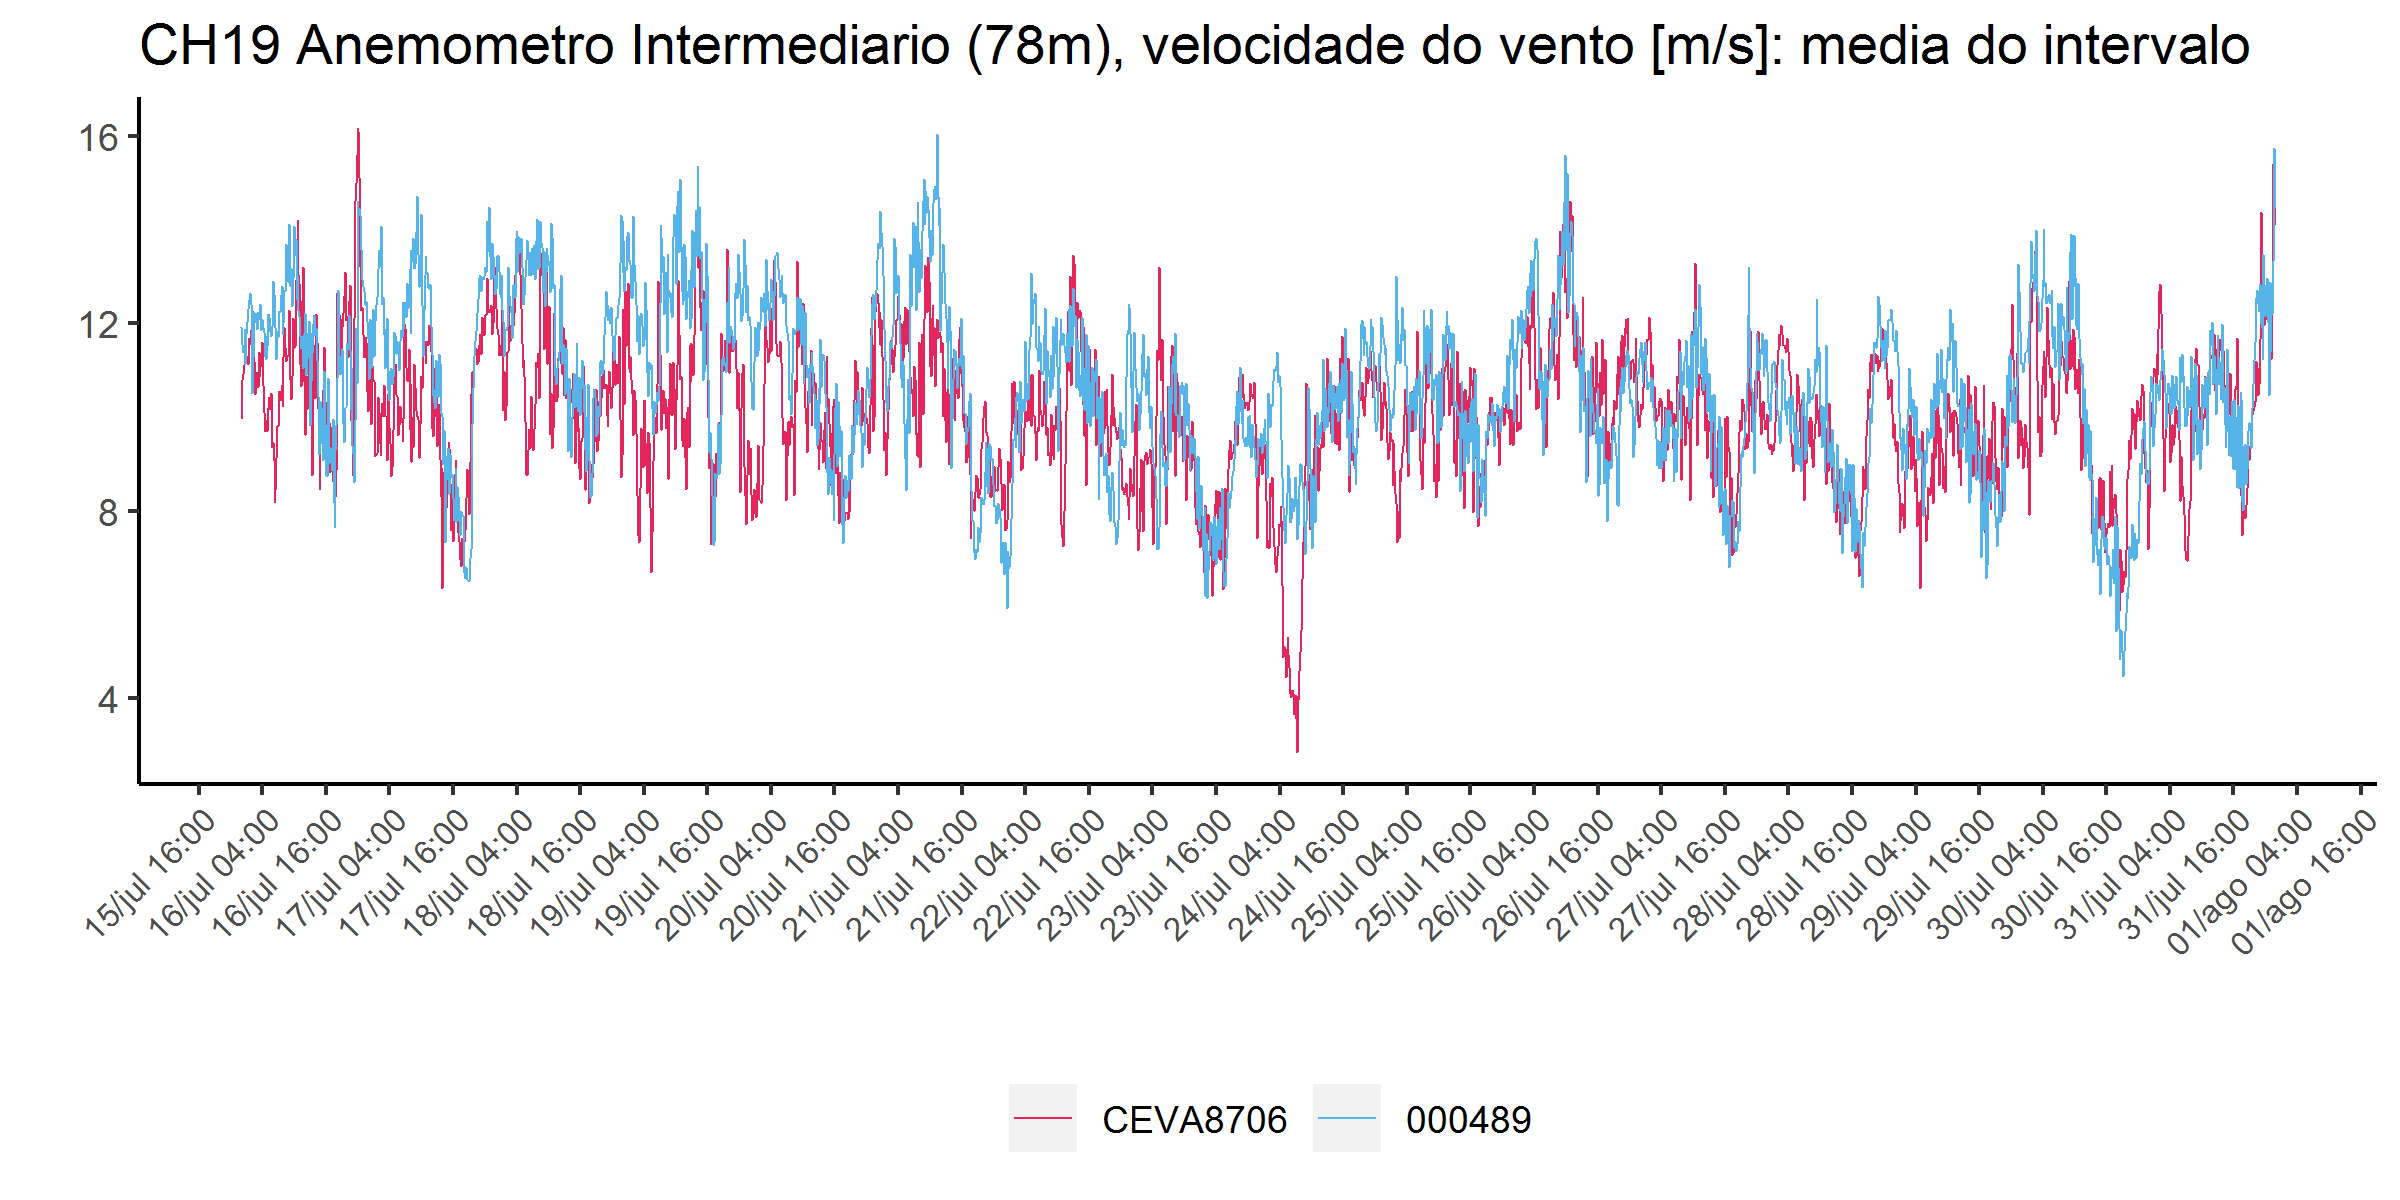 CH19 Anemometro Intermediario (78m), velocidade do vento [m/s]: media do intervalo
16
12
8
4
15/jul 16:00
16/jul 04:00
16/jul 16:00
17/jul 04:00
17/jul 16:00
18/jul 04:00
18/jul 16:00
19/jul 04:00
19/jul 16:00
20/jul 04:00
20/jul 16:00
21/jul 04:00
21/jul 16:00
22/jul 04:00
22/jul 16:00
23/jul 04:00
23/jul 16:00
24/jul 04:00
24/jul 16:00
25/jul 04:00
25/jul 16:00
26/jul 04:00
26/jul 16:00
27/jul 04:00
27/jul 16:00
28/jul 04:00
28/jul 16:00
29/jul 04:00
29/jul 16:00
30/jul 04:00
30/jul 16:00
31/jul 04:00
31/jul 16:00
01/ago 04:00
01/ago 16:00
CEVA8706 000489